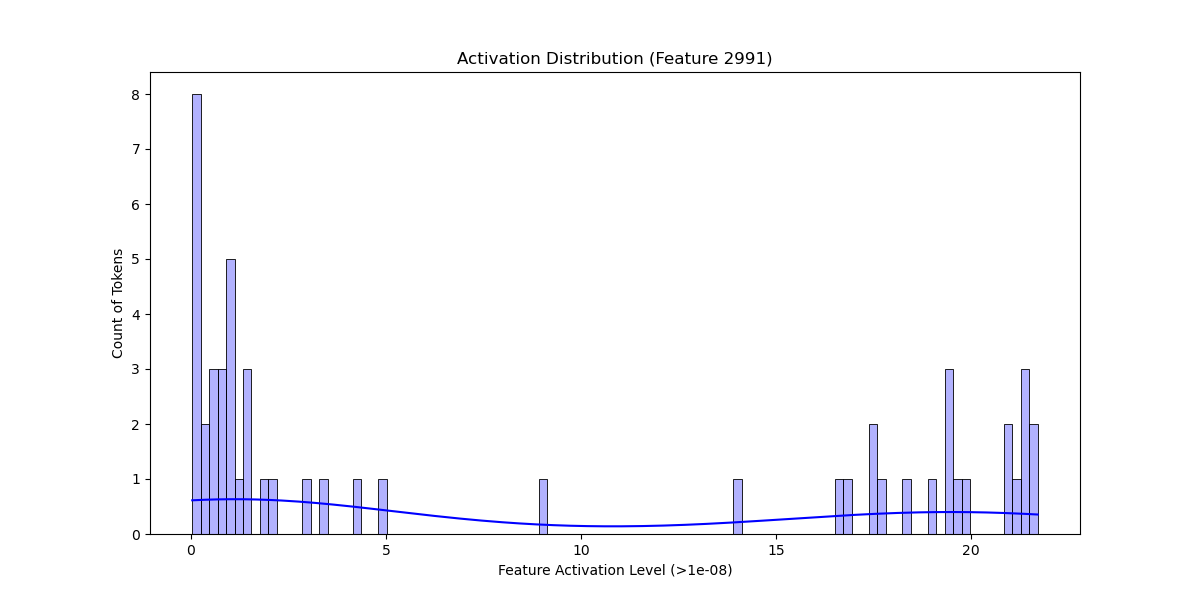 Activation Distribution (Feature 2991)
8
7
6
5
4
3
2
1
0
Count of Tokens
0 5 10 15 20
Feature Activation Level (>1e-08)